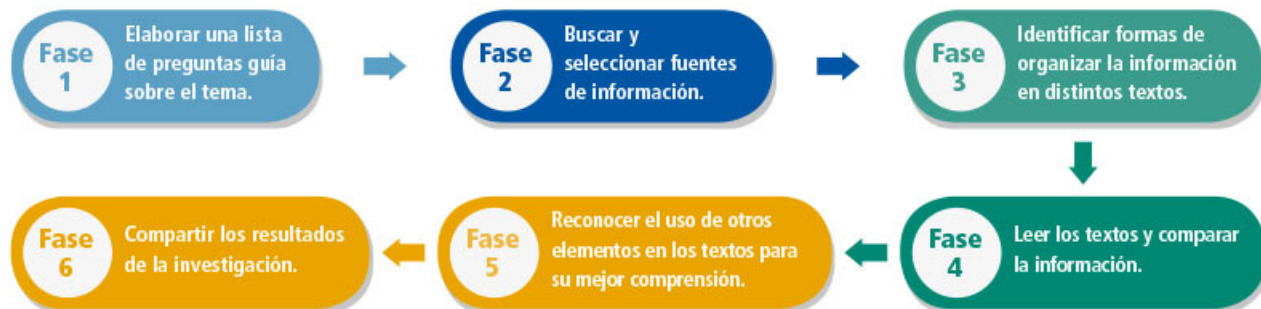 Fase
1
Elaborar una lista
de preguntas guía
sobre el tema.
Fase
2
Buscar y
seleccionar fuentes
de información.
Fase
3
Identificar formas de
organizar la información
en distintos textos.
Fase
4
Leer los textos y comparar
la información.
Fase
5
Reconocer el uso de otros
elementos en los textos para
su mejor comprensión.
Fase
6
Compartir los resultados
de la investigación.